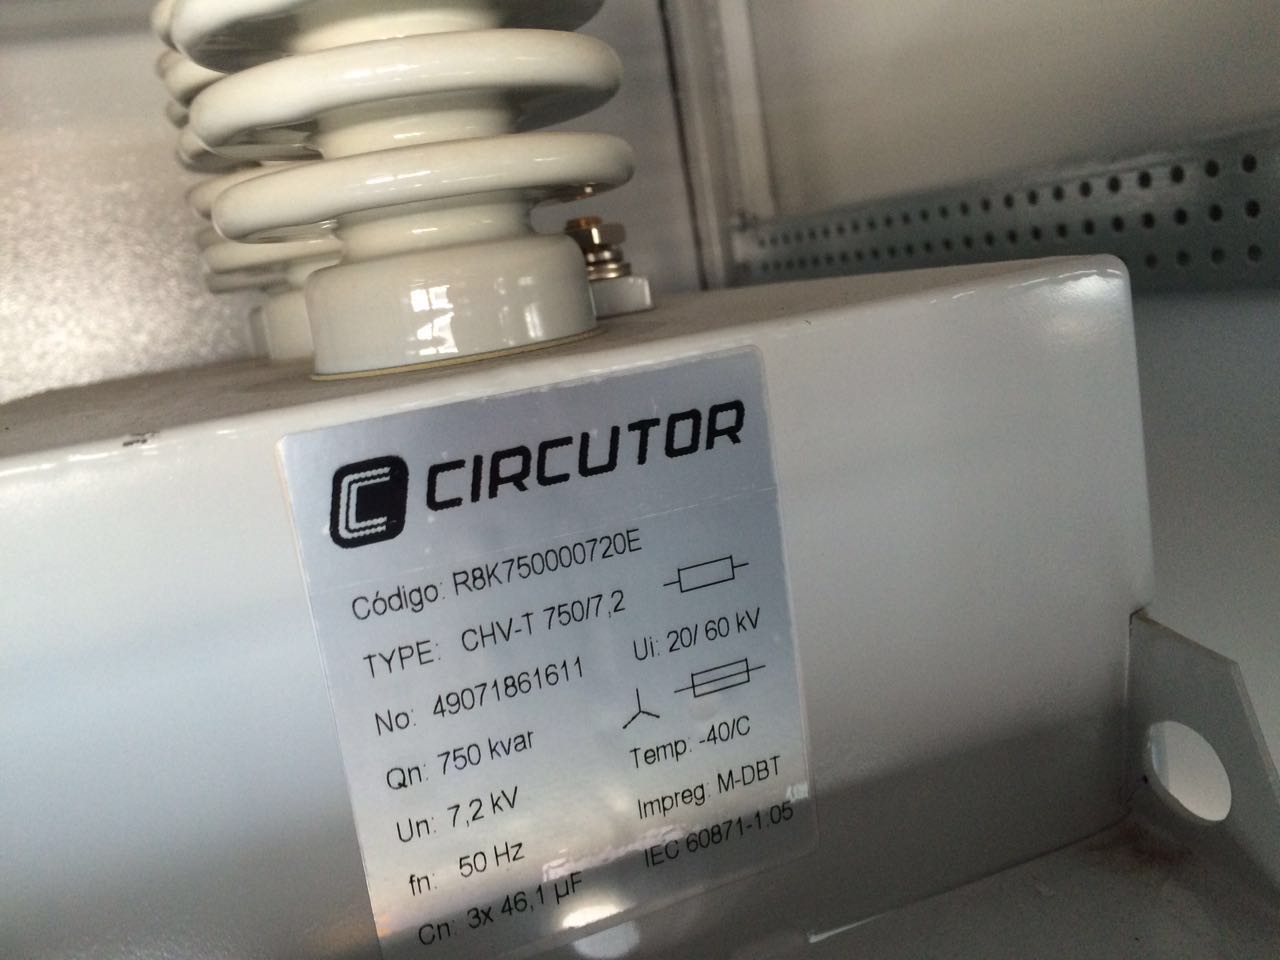 CIRCUTOR
Código: R8K750000720E
TYPE: CHV-T 750/7,2
No: 49071861611
Ui: 20/ 60 kV
Qn: 750 kvar
Un: 7,2 kV
Temp: -40/C
fn: 50 Hz
Impreg: M-DBT
Cn: 3x 46,1 µF
IEC 60871-1:05